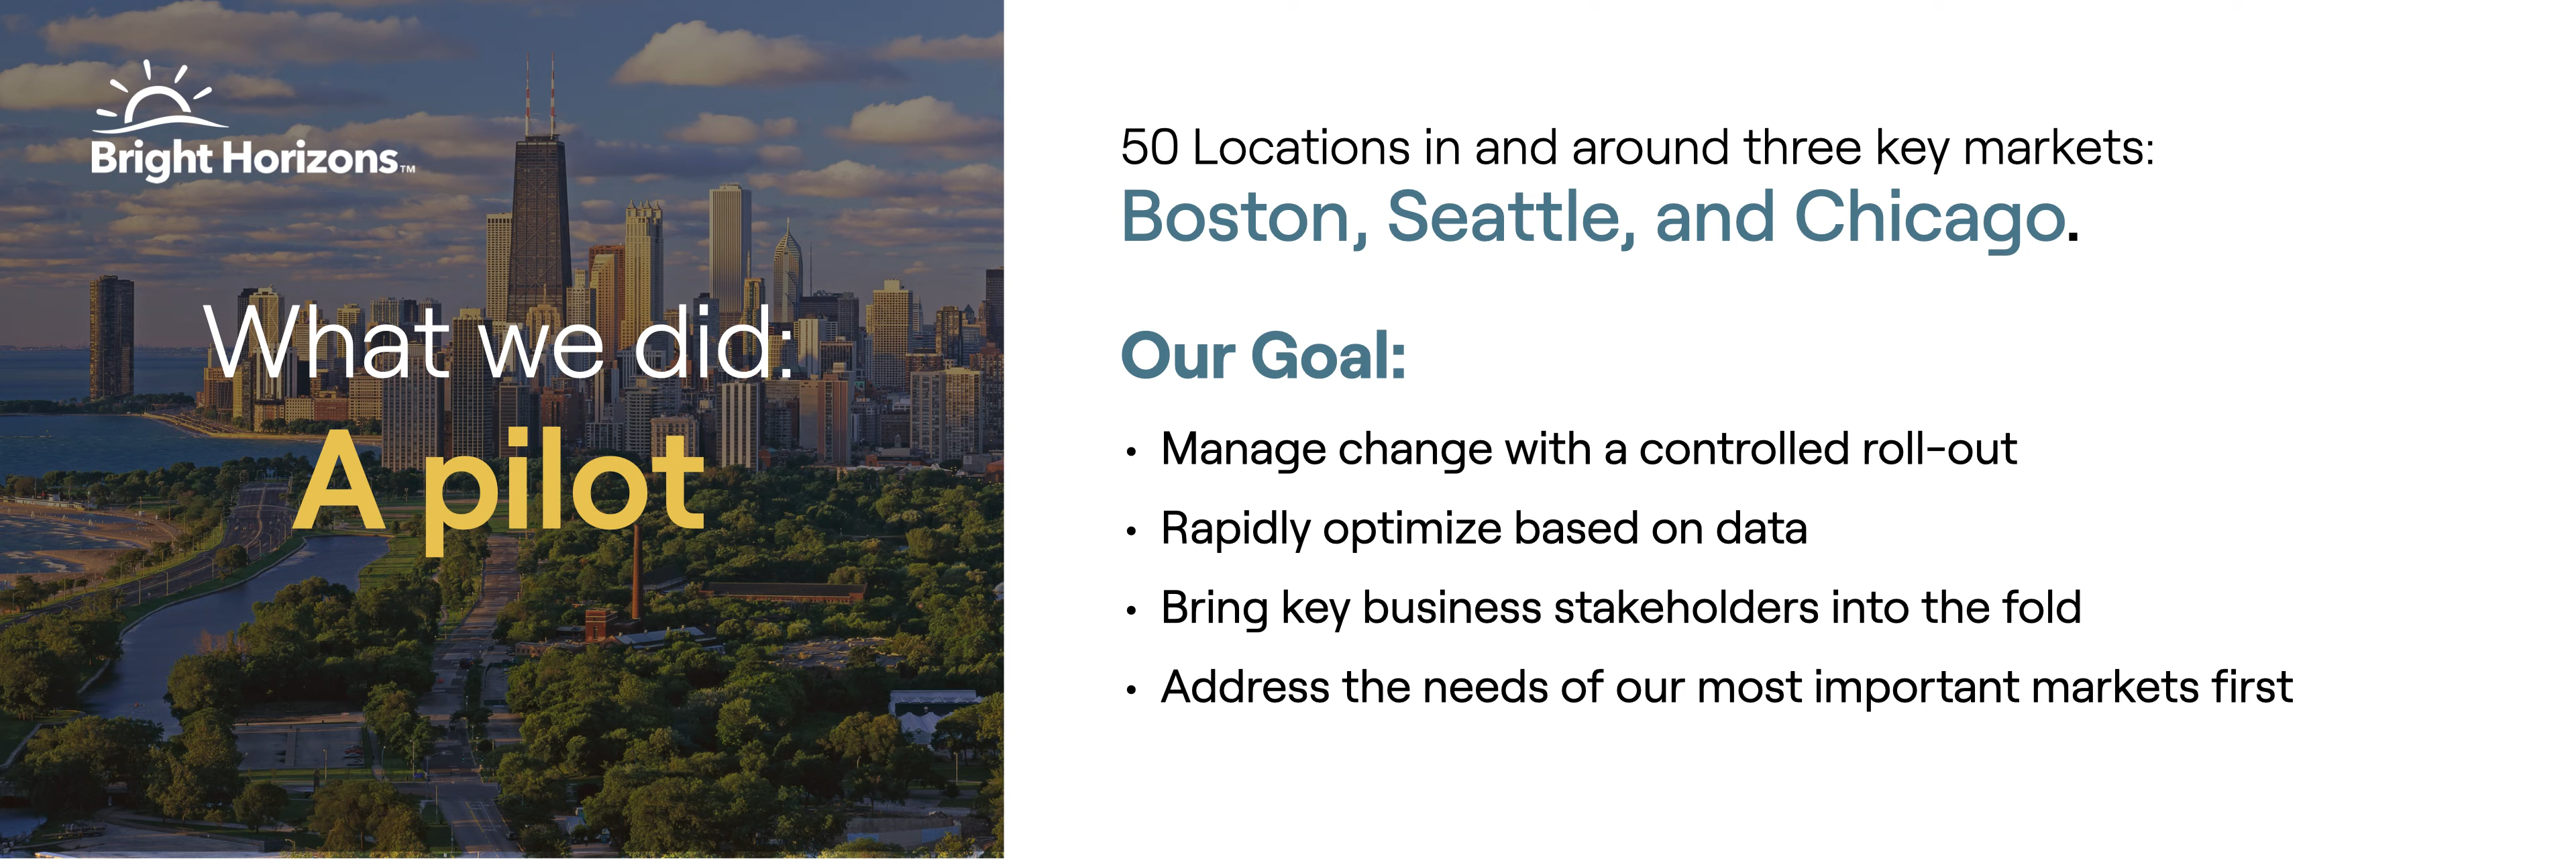 Bright Horizons™
What we did:
A pilot
50 Locations in and around three key markets:
Boston, Seattle, and Chicago.
Our Goal:
• Manage change with a controlled roll-out
• Rapidly optimize based on data
• Bring key business stakeholders into the fold
• Address the needs of our most important markets first